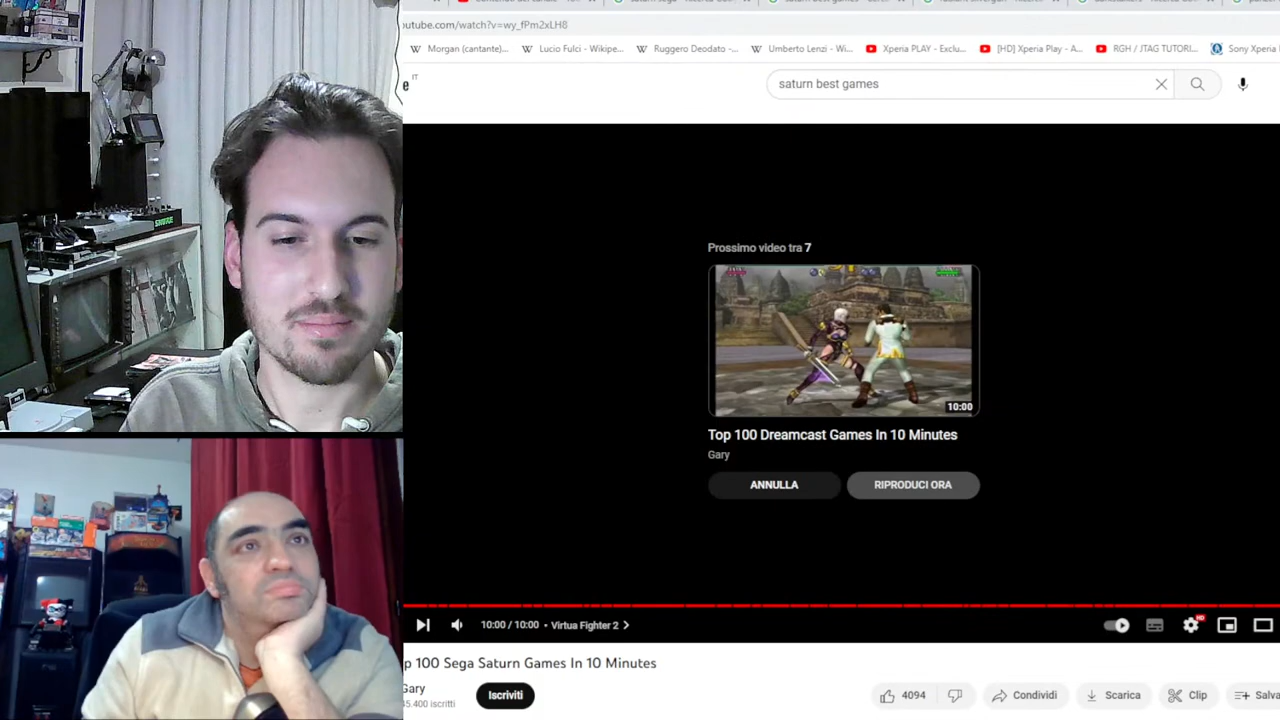 outube.com/watch?v=wy_fPm2xLH8
Morgan (cantante)...
Lucio Fulci - Wikipe...
Ruggero Deodato -...
Umberto Lenzi - Wi...
Xperia PLAY - Exclu...
[HD] Xperia Play - A...
RGH / JTAG TUTORI...
Sony Xperia
e IT
saturn best games
Prossimo video tra 7
10:00
Top 100 Dreamcast Games In 10 Minutes
Gary
ANNULLA
RIPRODUCI ORA
10:00 / 10:00 • Virtua Fighter 2
HD
p 100 Sega Saturn Games In 10 Minutes
Gary
5.400 iscritti
Iscriviti
4094
Condividi
Scarica
Clip
Salva